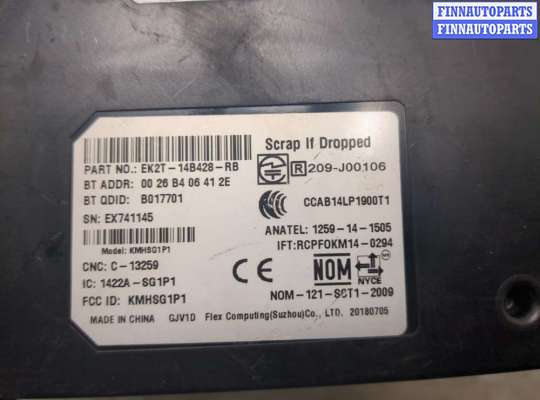 FINNAUTOPARTS
FINNAUTOPARTS
Scrap If Dropped
PART NO.: EK2T-14B428-RB
R 209-J00106
BT ADDR: 00 26 B4 06 41 2E
BT QDID: B017701
CCAB14LP1900T1
SN: EX741145
ANATEL: 1259-14-1505
Model: KMHSG1P1
IFT:RCPFOKM14-0294
CNC: C-13259
CE
NOM
NYCE
IC: 1422A-SG1P1
FCC ID: KMHSG1P1
NOM-121-SCT1-2009
MADE IN CHINA GJV1D Flex Computing(Suzhou)Co., LTD. 20180705